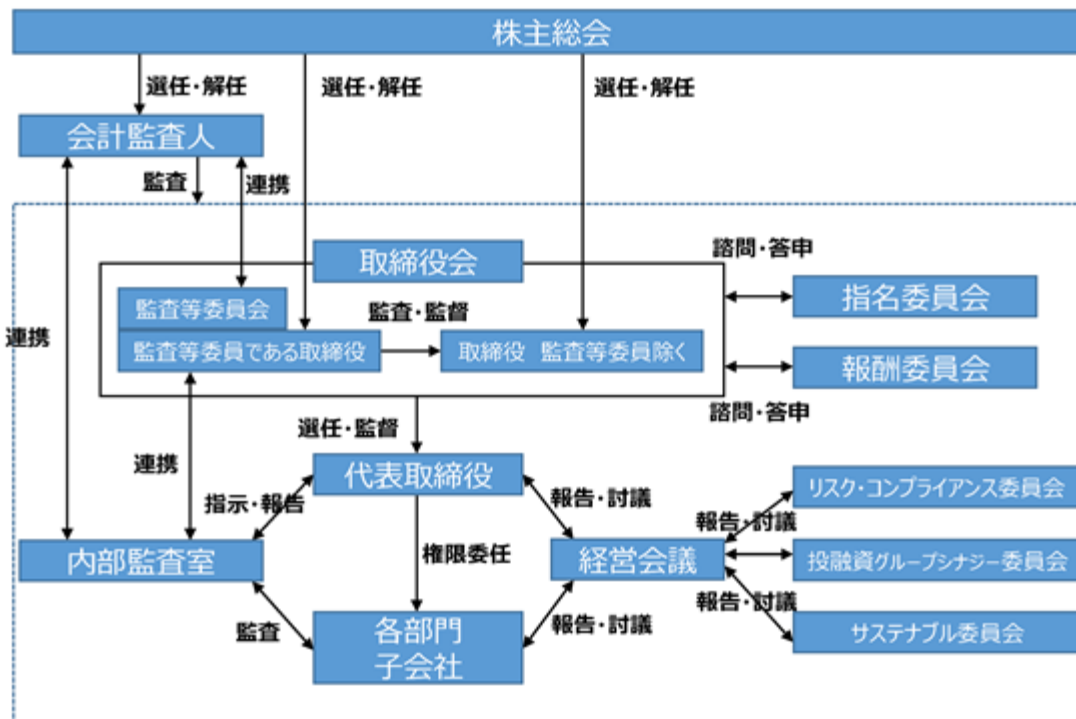 株主総会
選任・解任
選任・解任
選任・解任
会計監査人
監査
連携
取締役会
諮問・答申
監査等委員会
監査・監督
指名委員会
連携
監査等委員である取締役
取締役 監査等委員除く
報酬委員会
諮問・答申
選任・監督
連携
代表取締役
指示・報告
報告・討議
リスク・コンプライアンス委員会
報告・討議
内部監査室
権限委任
経営会議
投融資グループシナジー委員会
報告・討議
監査
各部門
子会社
報告・討議
サステナブル委員会